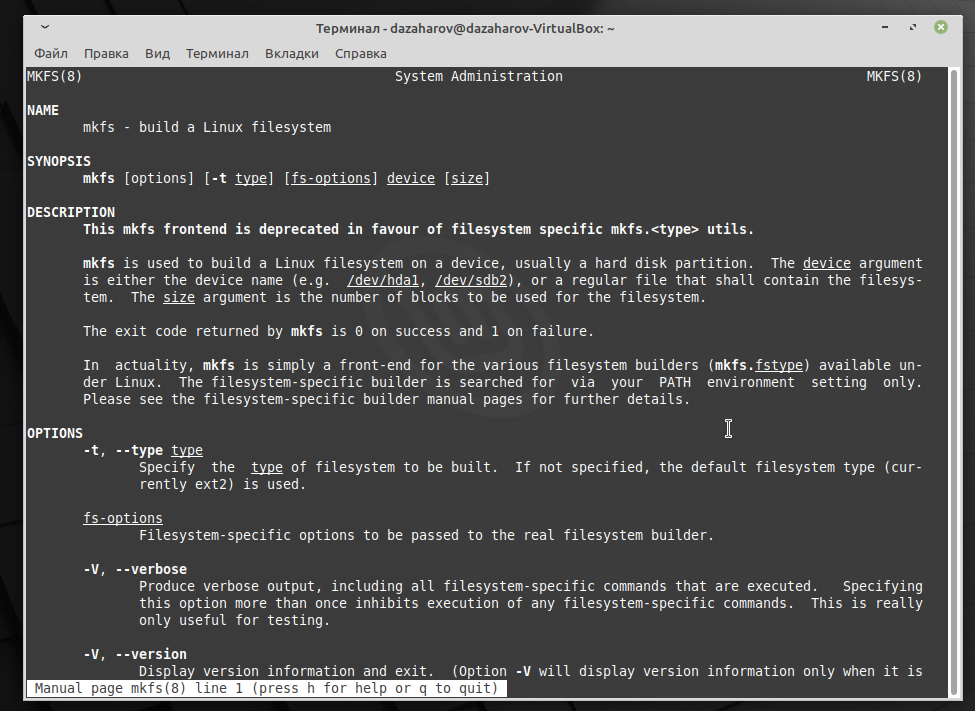 Терминал - dazaharov@dazaharov-VirtualBox: ~
Файл Правка Вид Терминал Вкладки Справка
MKFS(8) System Administration MKFS(8)
NAME
mkfs - build a Linux filesystem
SYNOPSIS
mkfs [options] [-t type] [fs-options] device [size]
DESCRIPTION
This mkfs frontend is deprecated in favour of filesystem specific mkfs.<type> utils.
mkfs is used to build a Linux filesystem on a device, usually a hard disk partition. The device argument
is either the device name (e.g. /dev/hda1, /dev/sdb2), or a regular file that shall contain the filesys-
tem. The size argument is the number of blocks to be used for the filesystem.
The exit code returned by mkfs is 0 on success and 1 on failure.
In actuality, mkfs is simply a front-end for the various filesystem builders (mkfs.fstype) available un-
der Linux. The filesystem-specific builder is searched for via your PATH environment setting only.
Please see the filesystem-specific builder manual pages for further details.
OPTIONS
-t, --type type
Specify the type of filesystem to be built. If not specified, the default filesystem type (cur-
rently ext2) is used.
fs-options
Filesystem-specific options to be passed to the real filesystem builder.
-V, --verbose
Produce verbose output, including all filesystem-specific commands that are executed. Specifying
this option more than once inhibits execution of any filesystem-specific commands. This is really
only useful for testing.
-V, --version
Display version information and exit. (Option -V will display version information only when it is
Manual page mkfs(8) line 1 (press h for help or q to quit)